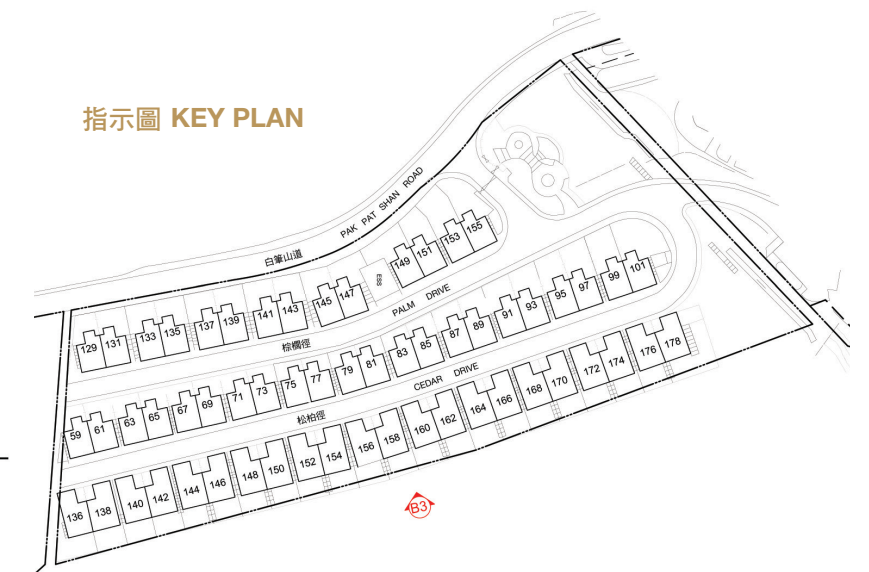 指示圖 KEY PLAN
白筆山道 PAK PAT SHAN ROAD
129 131 133 135 137 139 141 143 145 147 ESS 149 151 153 155
棕櫚徑 PALM DRIVE
59 61 63 65 67 69 71 73 75 77 79 81 83 85 87 89 91 93 95 97 99 101
松柏徑 CEDAR DRIVE
136 138 140 142 144 146 148 150 152 154 156 158 160 162 164 166 168 170 172 174 176 178
B3